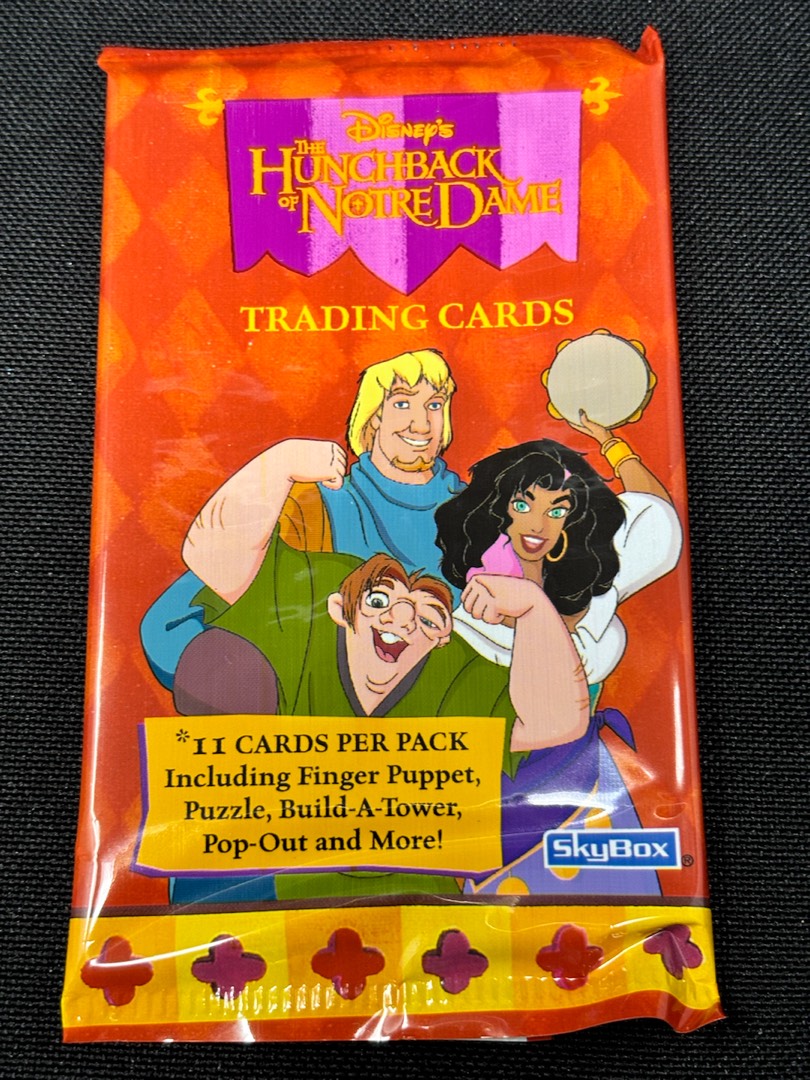 Disney's
THE
HUNCHBACK
OF NOTRE DAME
TRADING CARDS
*11 CARDS PER PACK
Including Finger Puppet,
Puzzle, Build-A-Tower,
Pop-Out and More!
SkyBox®